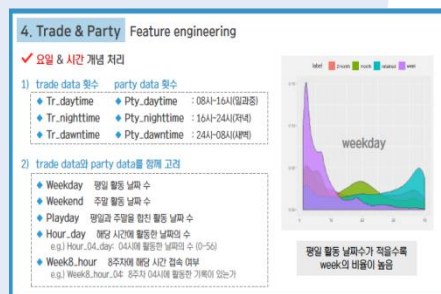 4. Trade & Party Feature engineering
✓ 요일 & 시간 개념 처리
1) trade data 횟수 party data 횟수
◆ Tr_daytime ◆ Pty_daytime : 08시-16시(일과중)
◆ Tr_nighttime ◆ Pty_nighttime : 16시-24시(저녁)
◆ Tr_dawntime ◆ Pty_dawntime : 24시-08시(새벽)
2) trade data와 party data를 함께 고려
◆ Weekday 평일 활동 날짜 수
◆ Weekend 주말 활동 날짜 수
◆ Playday 평일과 주말을 합친 활동 날짜 수
◆ Hour_day 해당 시간에 활동한 날짜의 수
e.g.) Hour_04_day: 04시에 활동한 날짜의 수 (0-56)
◆ Week8_hour 8주차에 해당 시간 접속 여부
e.g.) Week8_hour_04: 8주차 04시에 활동한 기록이 있는가
label 2month month retained week
weekday
평일 활동 날짜수가 적을수록
week의 비율이 높음